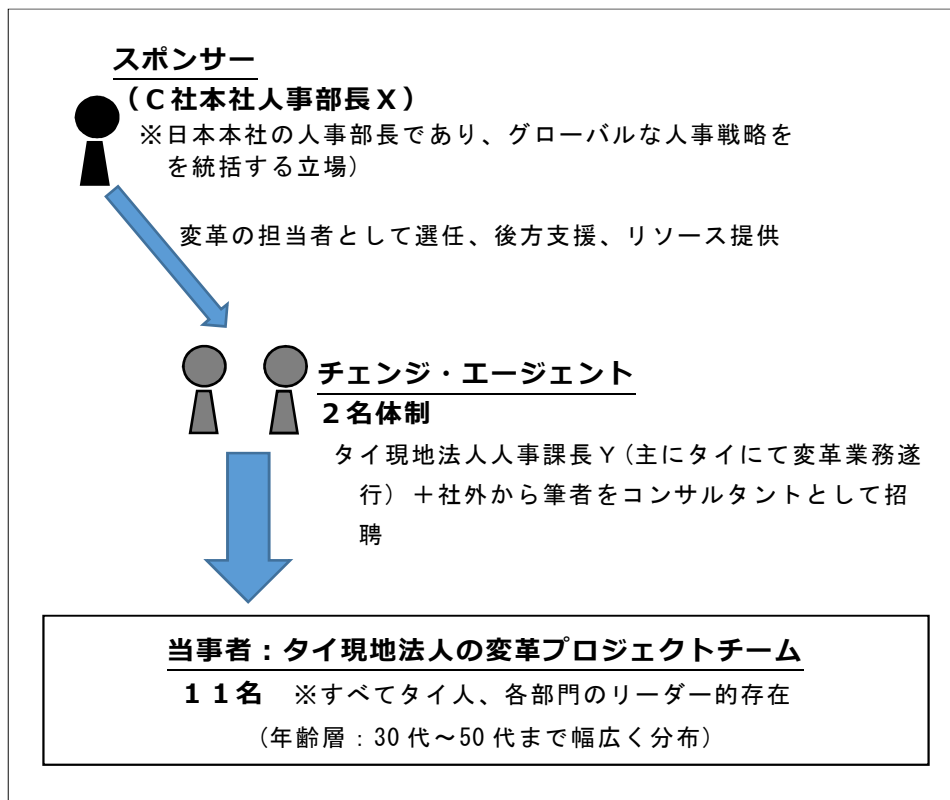 スポンサー
(C社本社人事部長X)
※日本本社の人事部長であり、グローバルな人事戦略を
を統括する立場)
変革の担当者として選任、後方支援、リソース提供
チェンジ・エージェント
2名体制
タイ現地法人人事課長Y(主にタイにて変革業務遂
行)+社外から筆者をコンサルタントとして招
聘
当事者:タイ現地法人の変革プロジェクトチーム
11名 ※すべてタイ人、各部門のリーダー的存在
(年齢層:30代~50代まで幅広く分布)